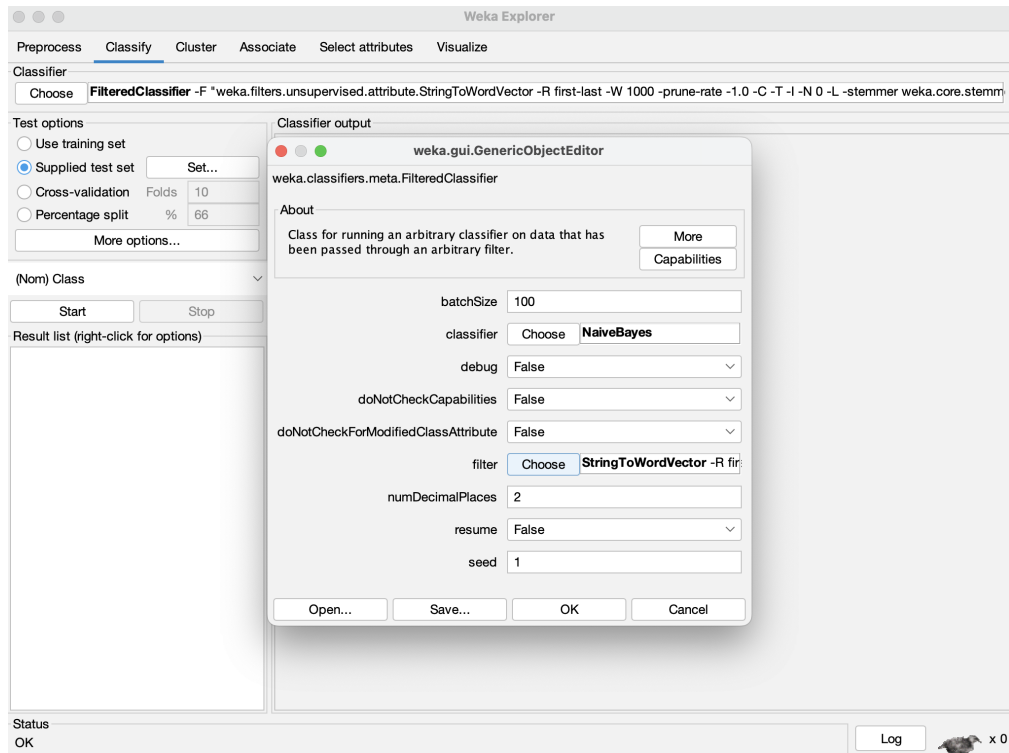 Weka Explorer
Preprocess Classify Cluster Associate Select attributes Visualize
Classifier
Choose FilteredClassifier -F "weka.filters.unsupervised.attribute.StringToWordVector -R first-last -W 1000 -prune-rate -1.0 -C -T -I -N 0 -L -stemmer weka.core.stemm
Test options
Use training set
Supplied test set Set...
Cross-validation Folds 10
Percentage split % 66
More options...
(Nom) Class
Start Stop
Result list (right-click for options)
Classifier output
weka.gui.GenericObjectEditor
weka.classifiers.meta.FilteredClassifier
About
Class for running an arbitrary classifier on data that has
been passed through an arbitrary filter.
More
Capabilities
batchSize 100
classifier Choose NaiveBayes
debug False
doNotCheckCapabilities False
doNotCheckForModifiedClassAttribute False
filter Choose StringToWordVector -R fir
numDecimalPlaces 2
resume False
seed 1
Open... Save... OK Cancel
Status
OK
Log x 0